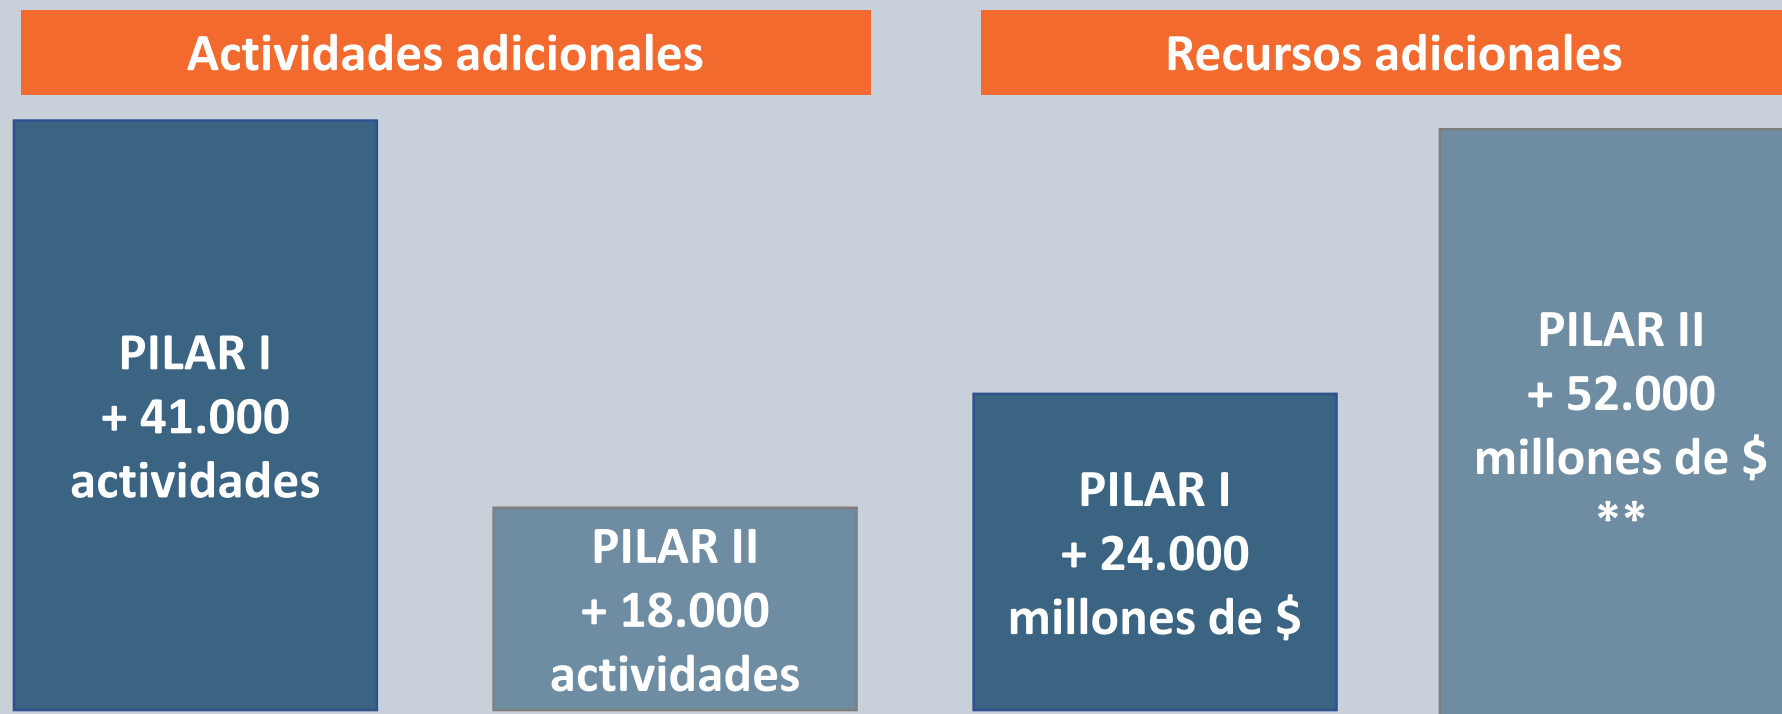 Actividades adicionales
PILAR I
+ 41.000
actividades
PILAR II
+ 18.000
actividades
Recursos adicionales
PILAR I
+ 24.000
millones de $
PILAR II
+ 52.000
millones de $
**